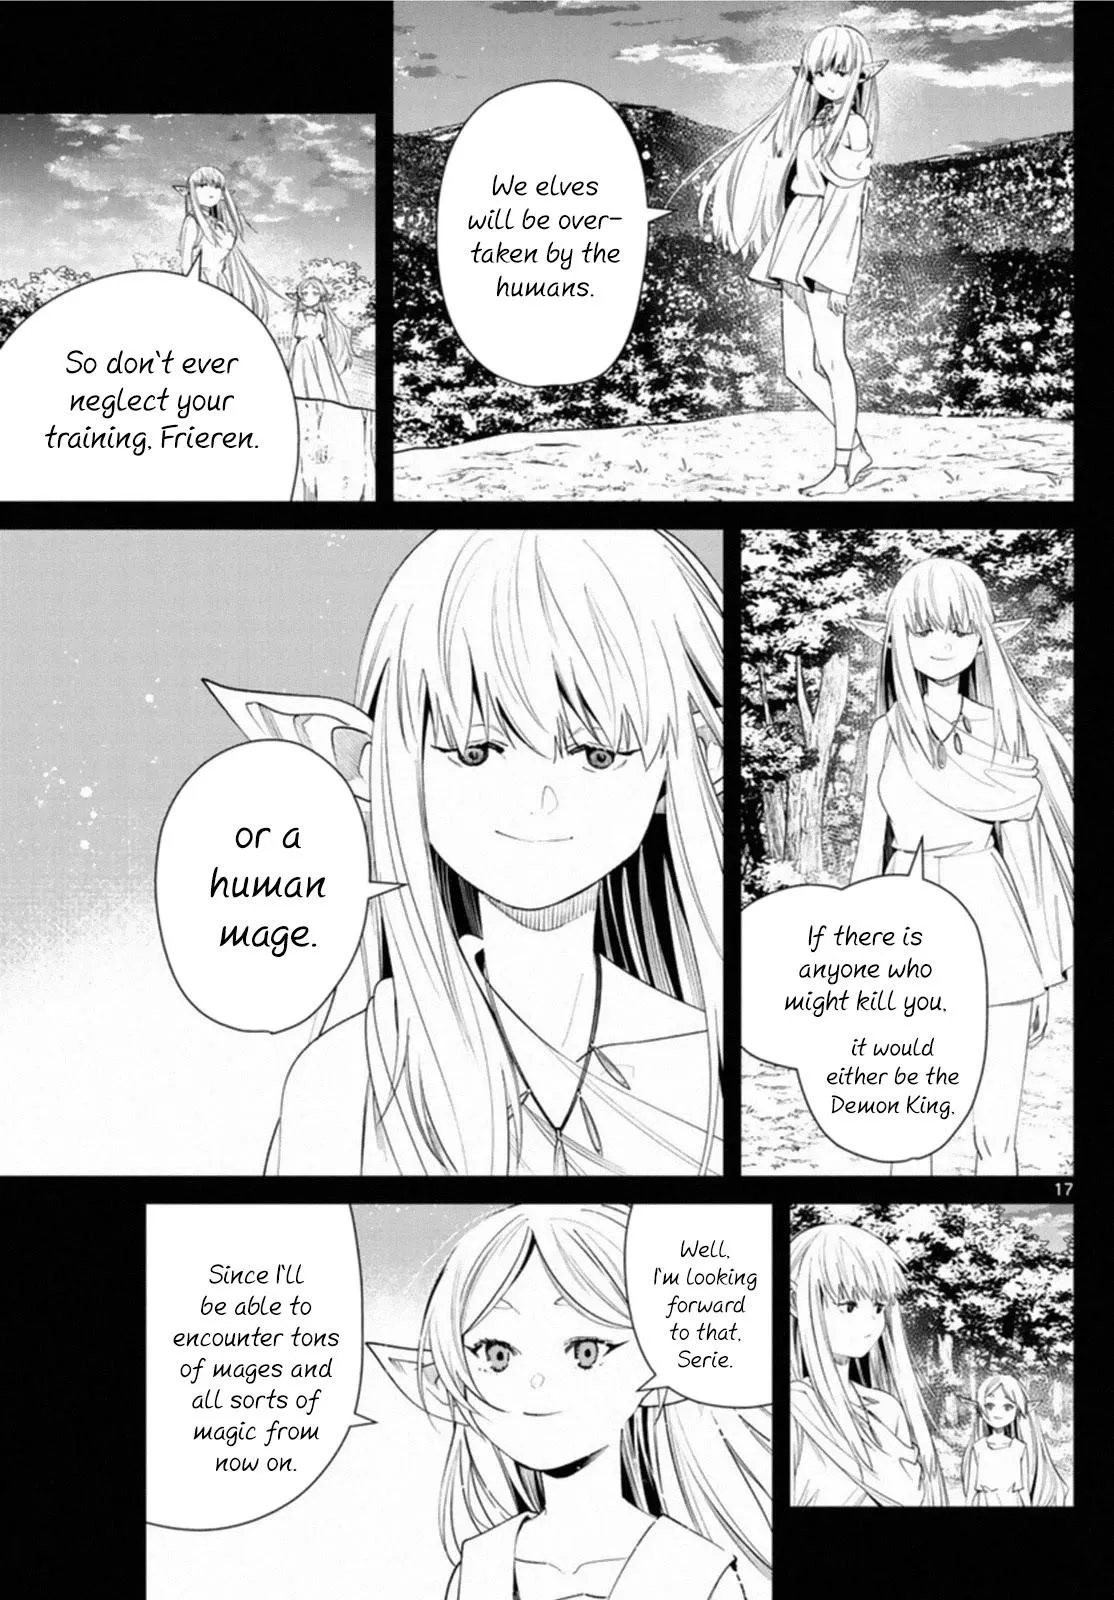 We elves
will be over-
taken by the
humans.
So don't ever
neglect your
training, Frieren.
If there is
anyone who
might kill you,
it would
either be the
Demon King,
or a
human
mage.
17
Well,
I'm looking
forward
to that,
Serie.
Since I'll
be able to
encounter tons
of mages and
all sorts of
magic from
now on.